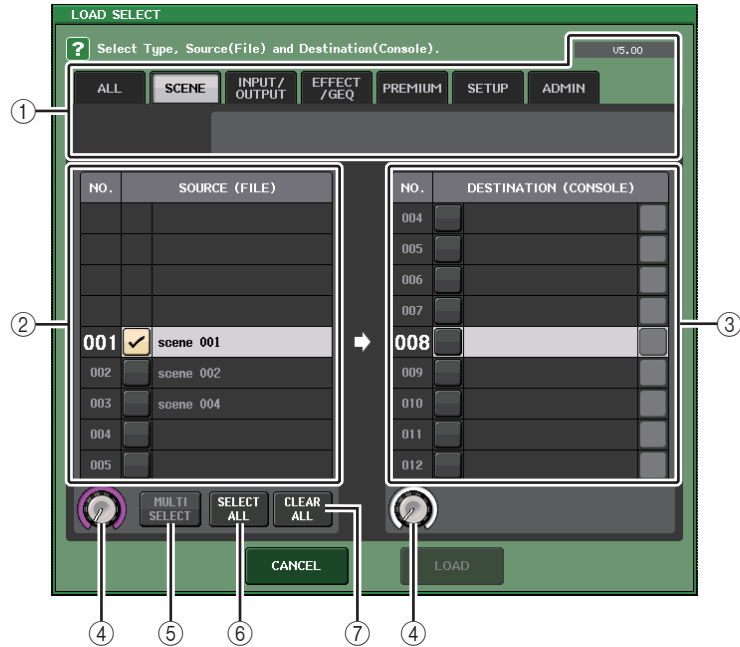 LOAD SELECT
? Select Type, Source(File) and Destination(Console).
V5.00
ALL SCENE INPUT/ OUTPUT EFFECT /GEQ PREMIUM SETUP ADMIN
①
NO. SOURCE (FILE)
NO. DESTINATION (CONSOLE)
004
005
006
007
② 001 scene 001
008 ③
002 scene 002
009
003 scene 004
010
004
011
005
012
MULTI SELECT
SELECT ALL
CLEAR ALL
CANCEL
LOAD
④ ⑤ ⑥ ⑦ ④